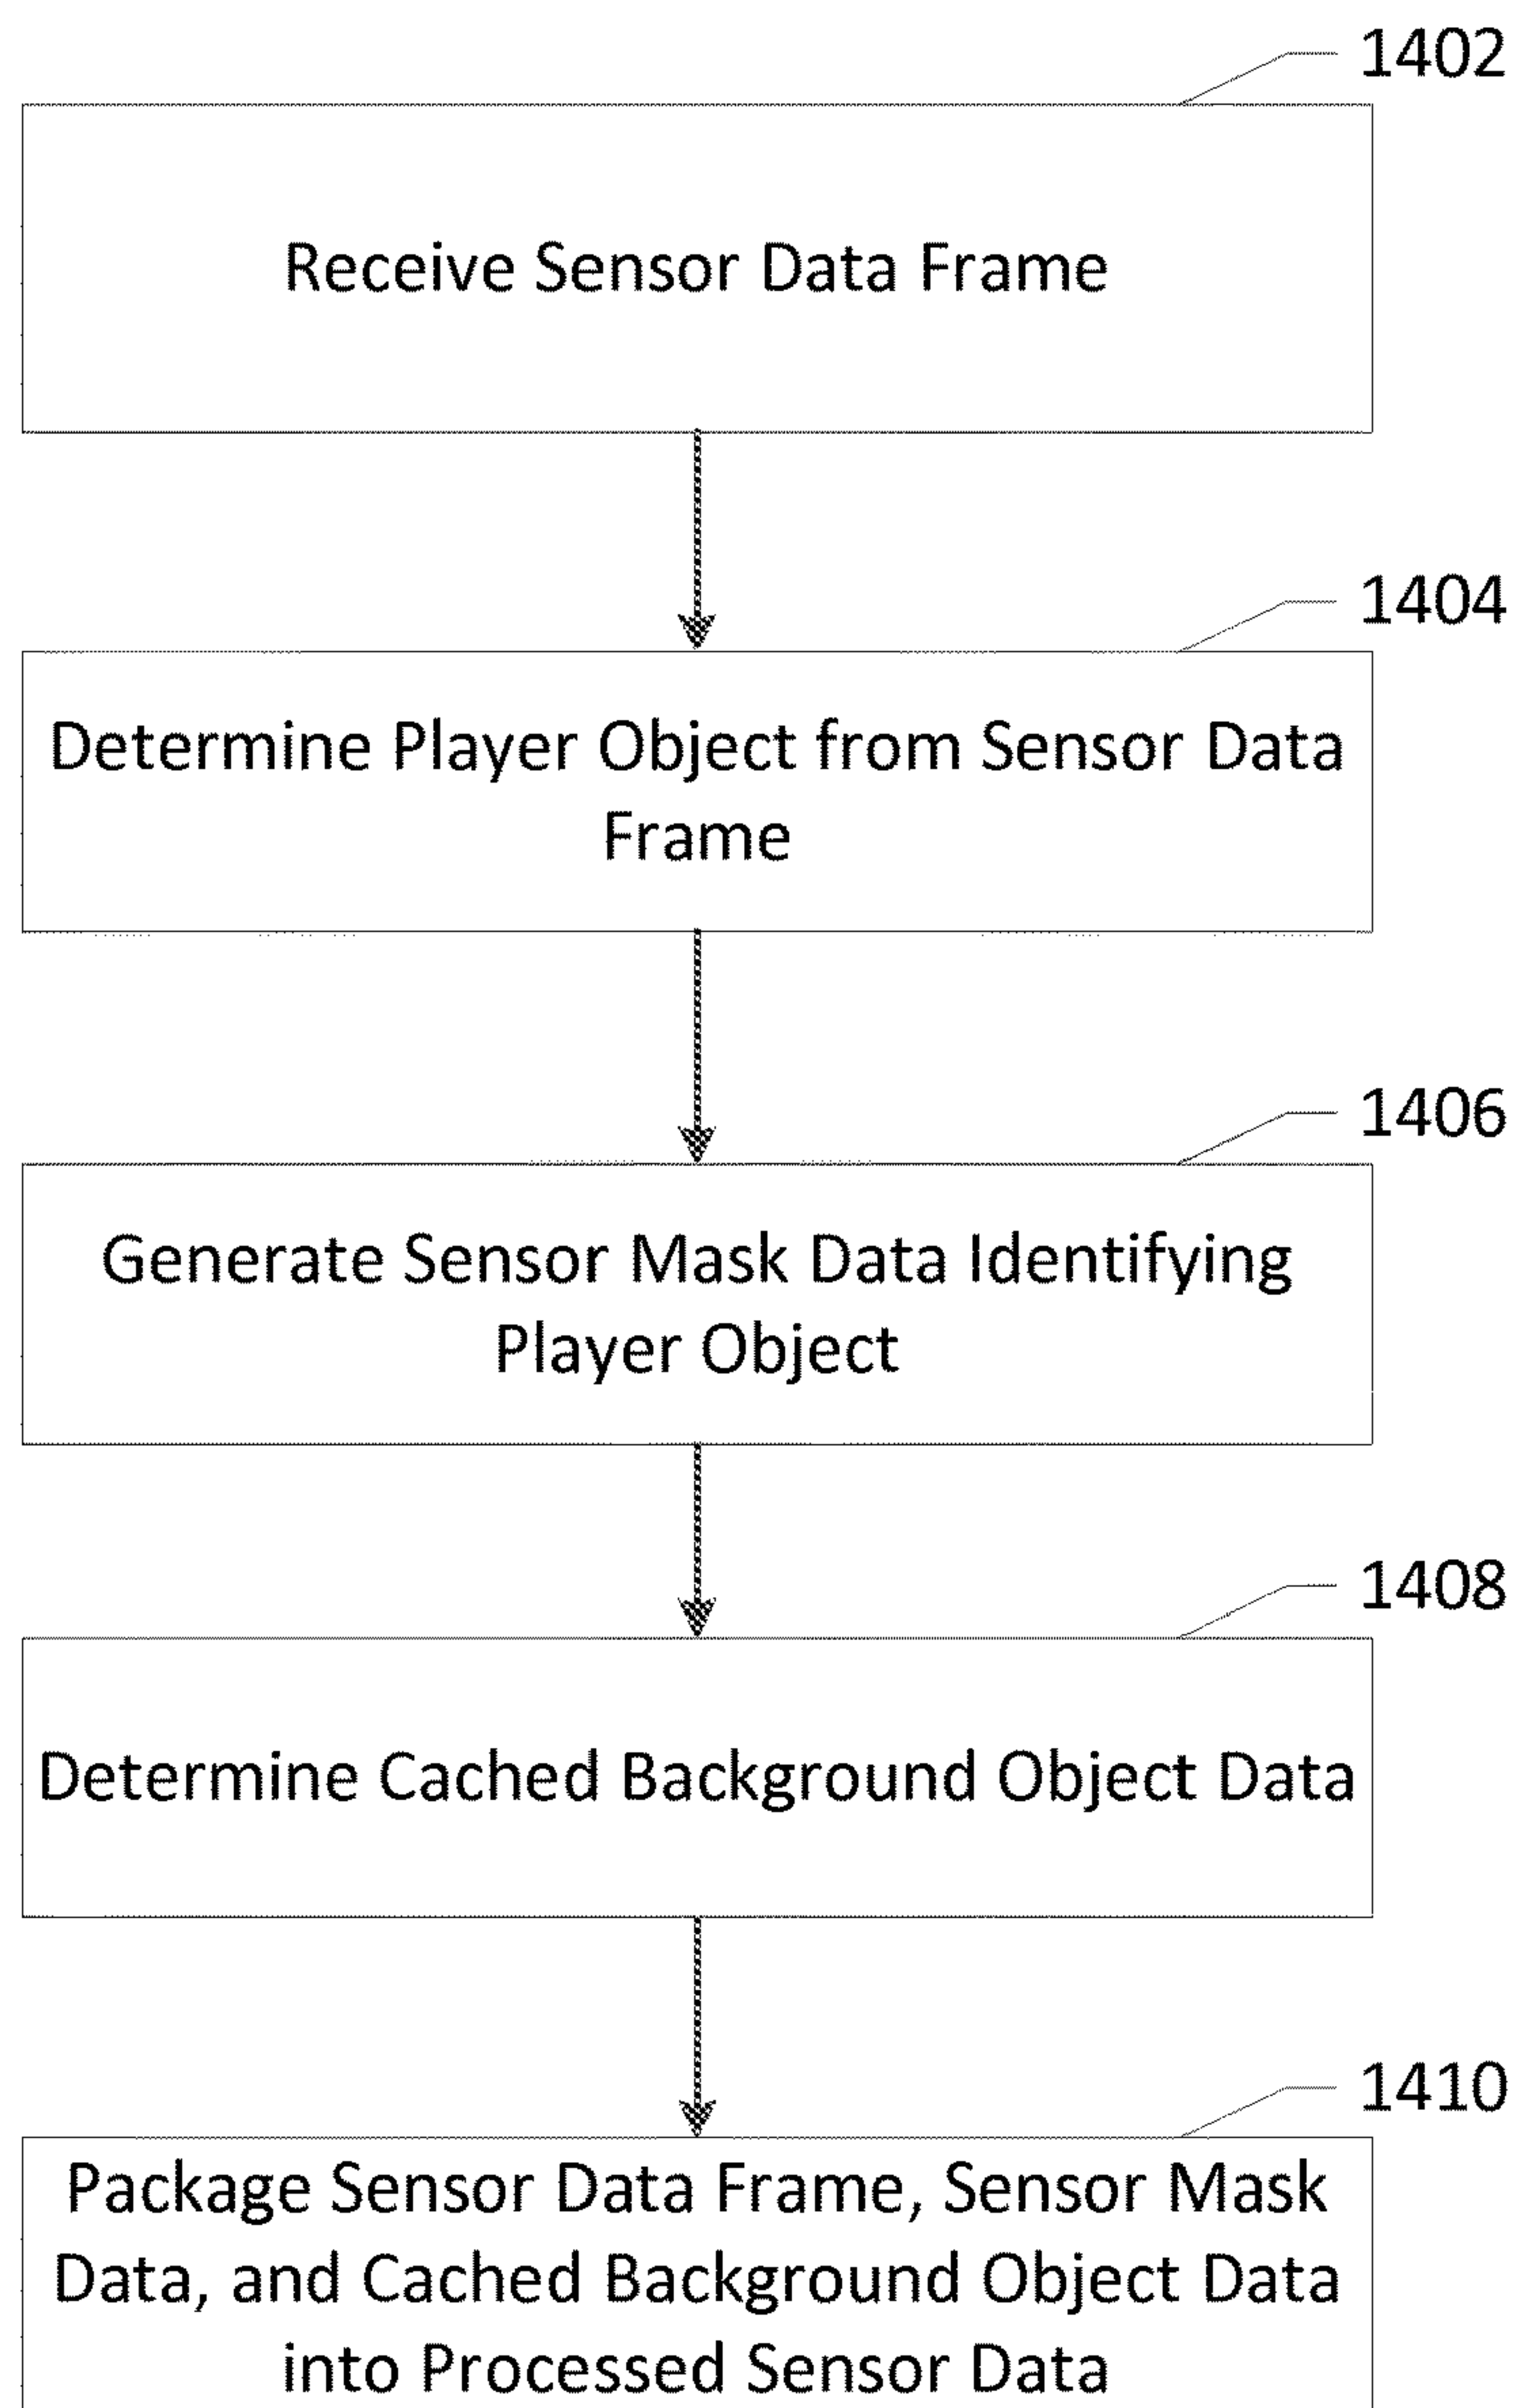 1402
Receive Sensor Data Frame
1404
Determine Player Object from Sensor Data
Frame
1406
Generate Sensor Mask Data Identifying
Player Object
1408
Determine Cached Background Object Data
1410
Package Sensor Data Frame, Sensor Mask
Data, and Cached Background Object Data
into Processed Sensor Data